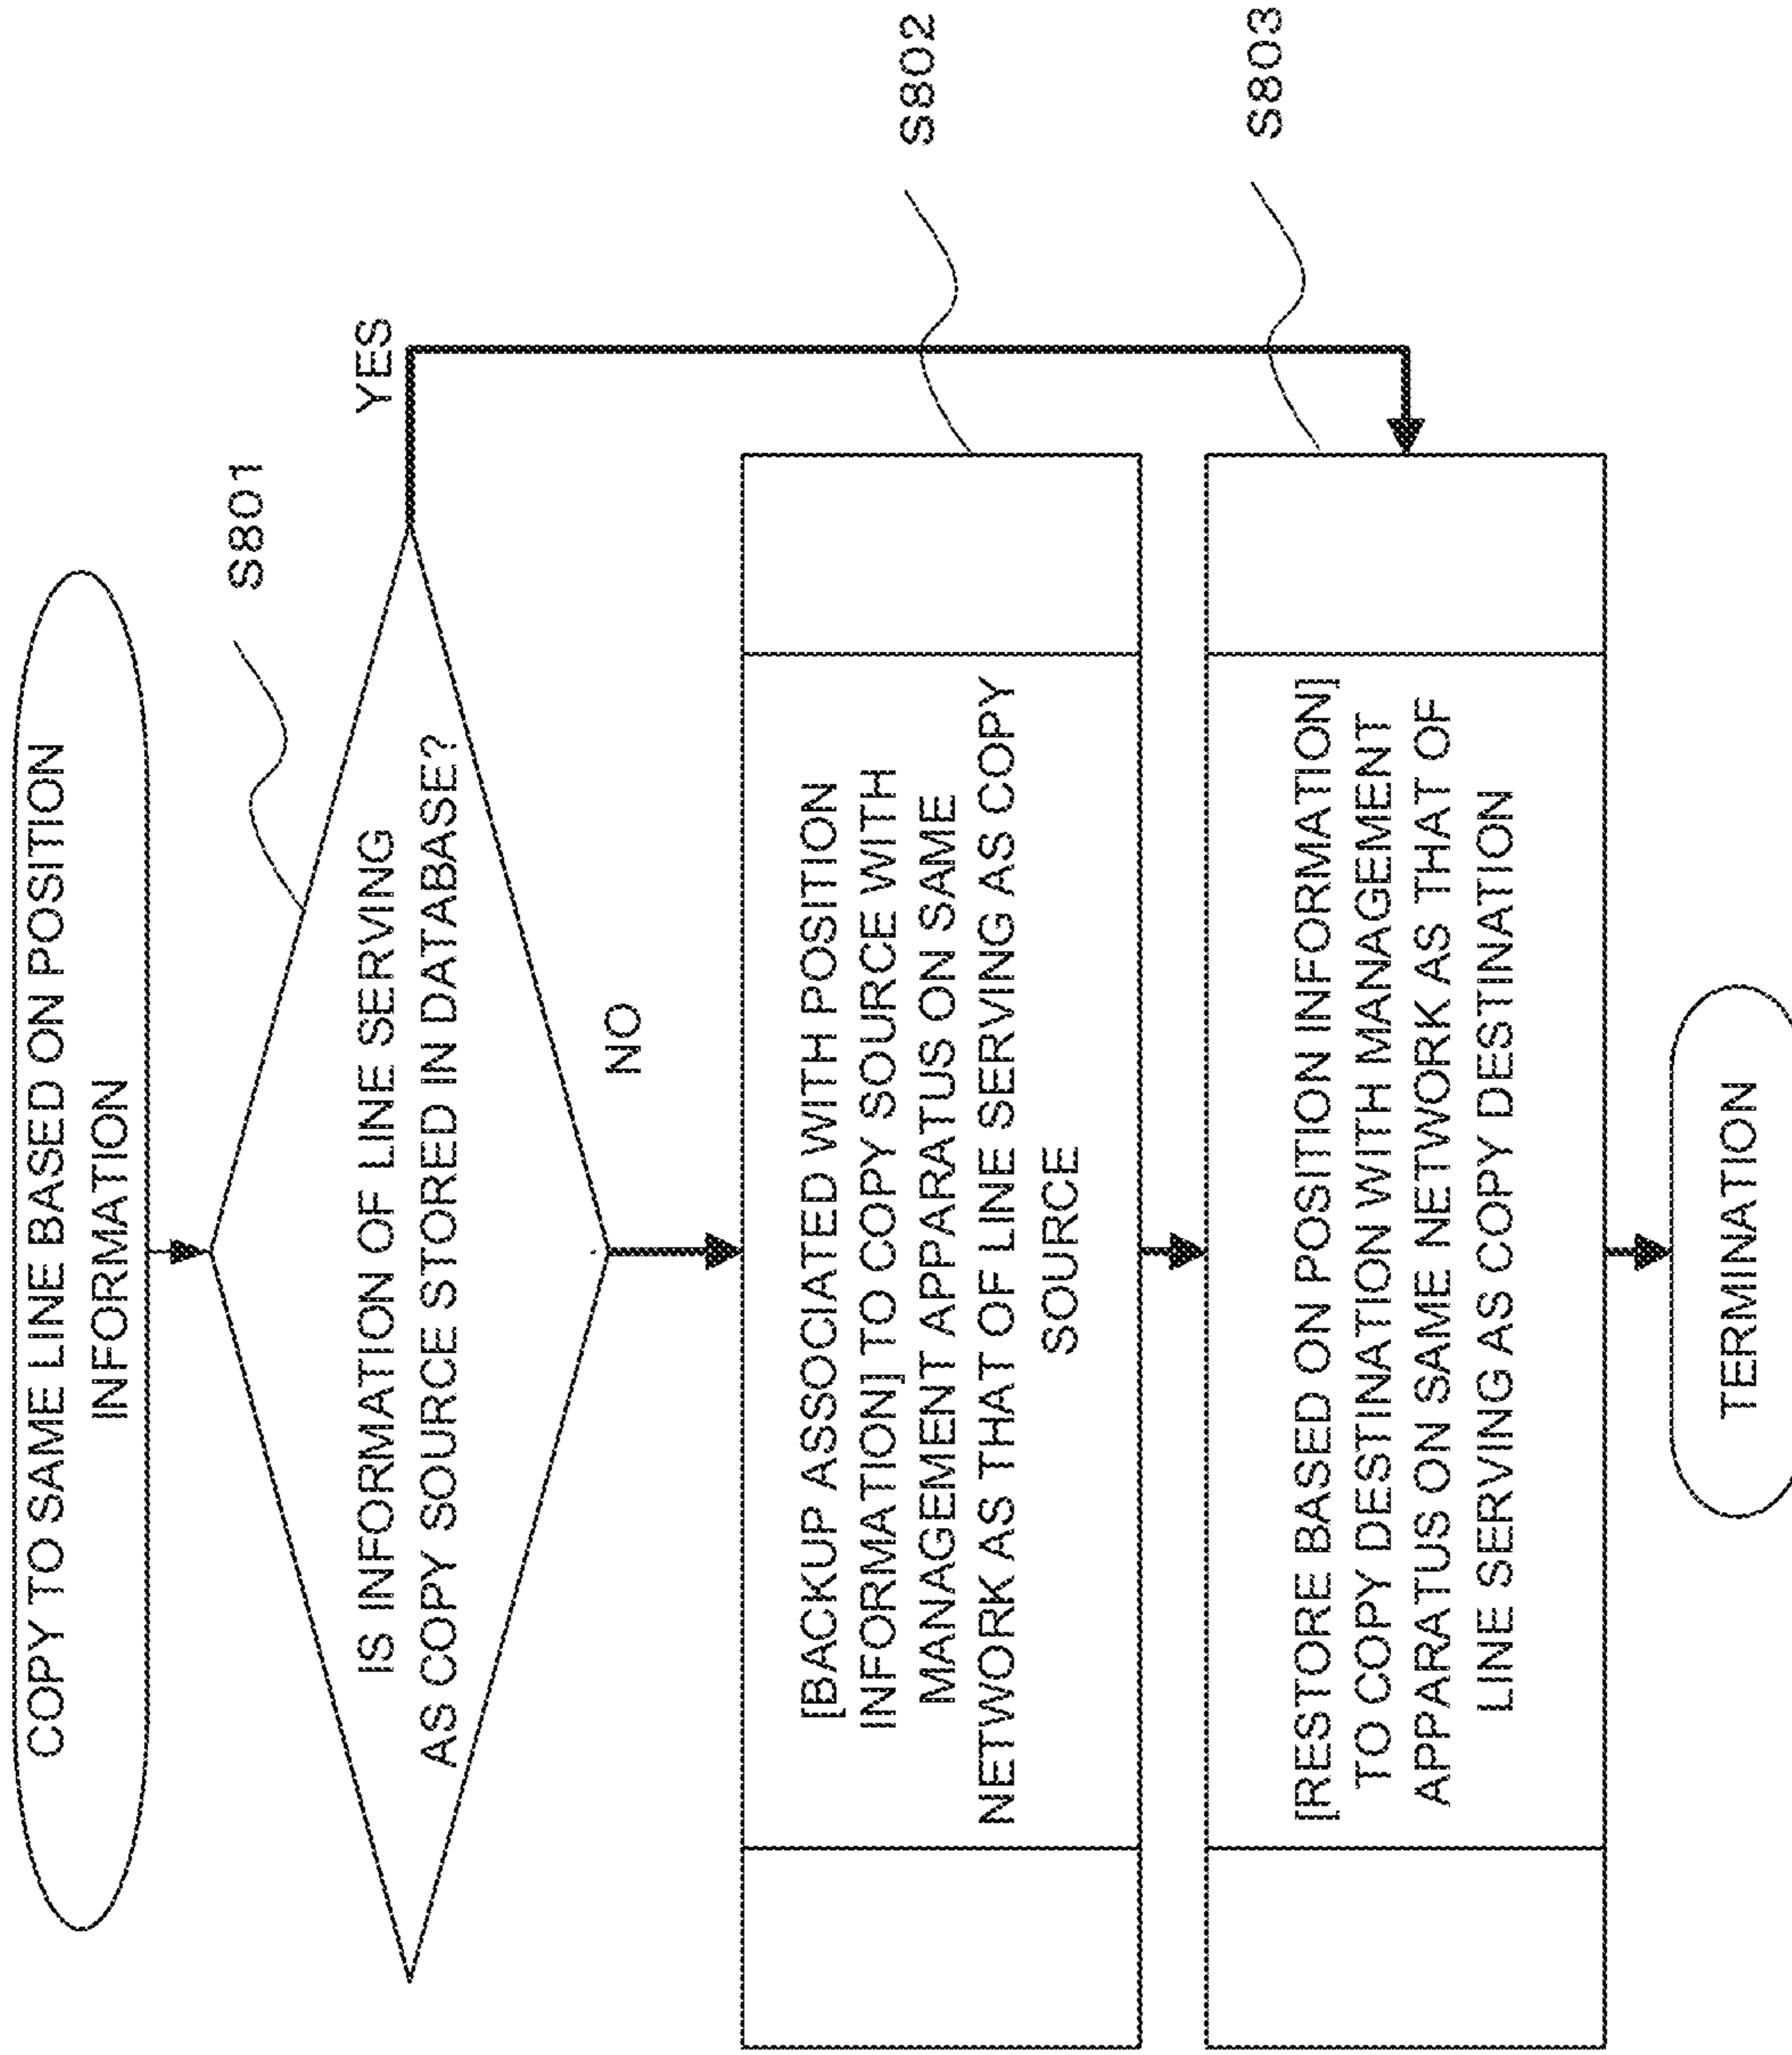 COPY TO SAME LINE BASED ON POSITION
INFORMATION
S801
IS INFORMATION OF LINE SERVING
AS COPY SOURCE STORED IN DATABASE?
YES
NO
[BACKUP ASSOCIATED WITH POSITION
INFORMATION] TO COPY SOURCE WITH
MANAGEMENT APPARATUS ON SAME
NETWORK AS THAT OF LINE SERVING AS COPY
SOURCE
S802
[RESTORE BASED ON POSITION INFORMATION]
TO COPY DESTINATION WITH MANAGEMENT
APPARATUS ON SAME NETWORK AS THAT OF
LINE SERVING AS COPY DESTINATION
S803
TERMINATION